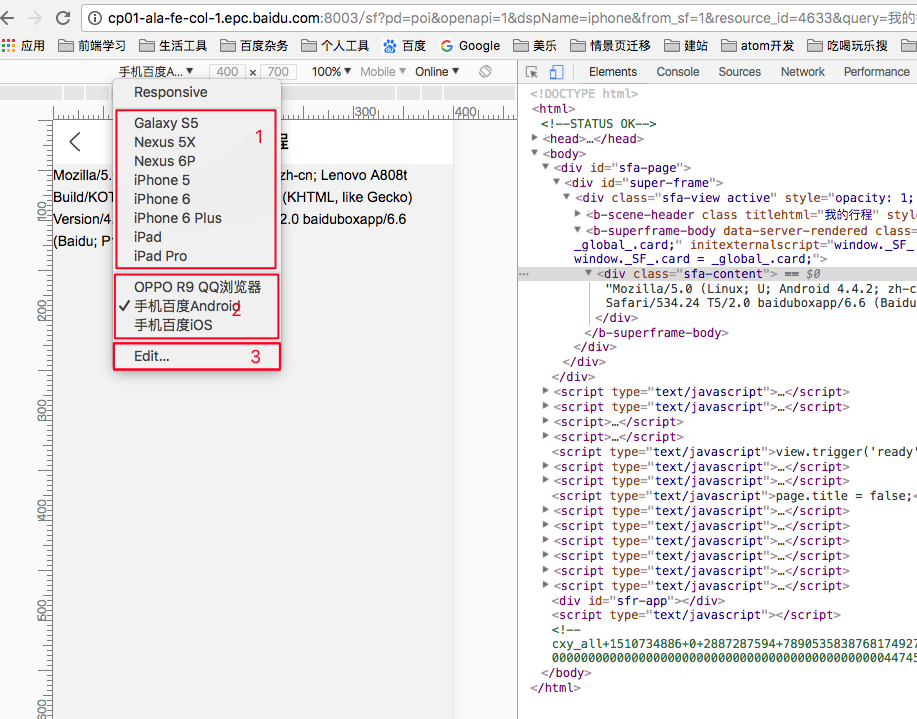 cp01-ala-fe-col-1.epc.baidu.com:8003/sf?pd=poi&openapi=1&dspName=iphone&from_sf=1&resource_id=4633&query=我的
应用 前端学习 生活工具 百度杂务 个人工具 百度 Google 美乐 情景页迁移 建站 atom开发 吃喝玩乐搜
手机百度A... ▼ 400 × 700 100% ▼ Mobile ▼ Online ▼
Elements Console Sources Network Performance
Responsive
Galaxy S5
Nexus 5X
Nexus 6P
iPhone 5
iPhone 6
iPhone 6 Plus
iPad
iPad Pro
1
OPPO R9 QQ浏览器
✓ 手机百度Android
手机百度iOS
2
Edit...
3
300 400
100
200
300
400
500
600
程
Mozilla/5. zh-cn; Lenovo A808t
Build/KOT (KHTML, like Gecko)
Version/4. 2.0 baiduboxapp/6.6
(Baidu; P
<!DOCTYPE html>
<html>
<!--STATUS OK-->
▶ <head>…</head>
▼ <body>
▼ <div id="sfa-page">
▼ <div id="super-frame">
▼ <div class="sfa-view active" style="opacity: 1;
▶ <b-scene-header class titlehtml="我的行程" sty
▼ <b-superframe-body data-server-rendered class=
_global_.card;" initexternalscript="window._SF_
window._SF_.card = _global_.card;">
… ▼ <div class="sfa-content"> == $0
"Mozilla/5.0 (Linux; U; Android 4.4.2; zh-c
Safari/534.24 T5/2.0 baiduboxapp/6.6 (Baidu
</div>
</b-superframe-body>
</div>
</div>
</div>
▶ <script type="text/javascript">…</script>
▶ <script type="text/javascript">…</script>
▶ <script>…</script>
▶ <script>…</script>
<script type="text/javascript">view.trigger('ready'
▶ <script type="text/javascript">…</script>
▶ <script type="text/javascript">…</script>
<script type="text/javascript">page.title = false;<
▶ <script type="text/javascript">…</script>
▶ <script type="text/javascript">…</script>
▶ <script type="text/javascript">…</script>
▶ <script type="text/javascript">…</script>
▶ <script type="text/javascript">…</script>
▶ <script type="text/javascript">…</script>
<div id="sfr-app"></div>
<script type="text/javascript"></script>
<!--
cxy_all+1510734886+0+2887287594+7890535838768174927
</body>
</html>